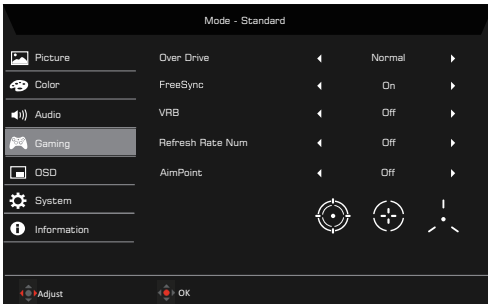 Mode - Standard
Picture
Over Drive Normal
Color
FreeSync On
Audio
VRB Off
Gaming
Refresh Rate Num Off
OSD
AimPoint Off
System
Information
Adjust OK